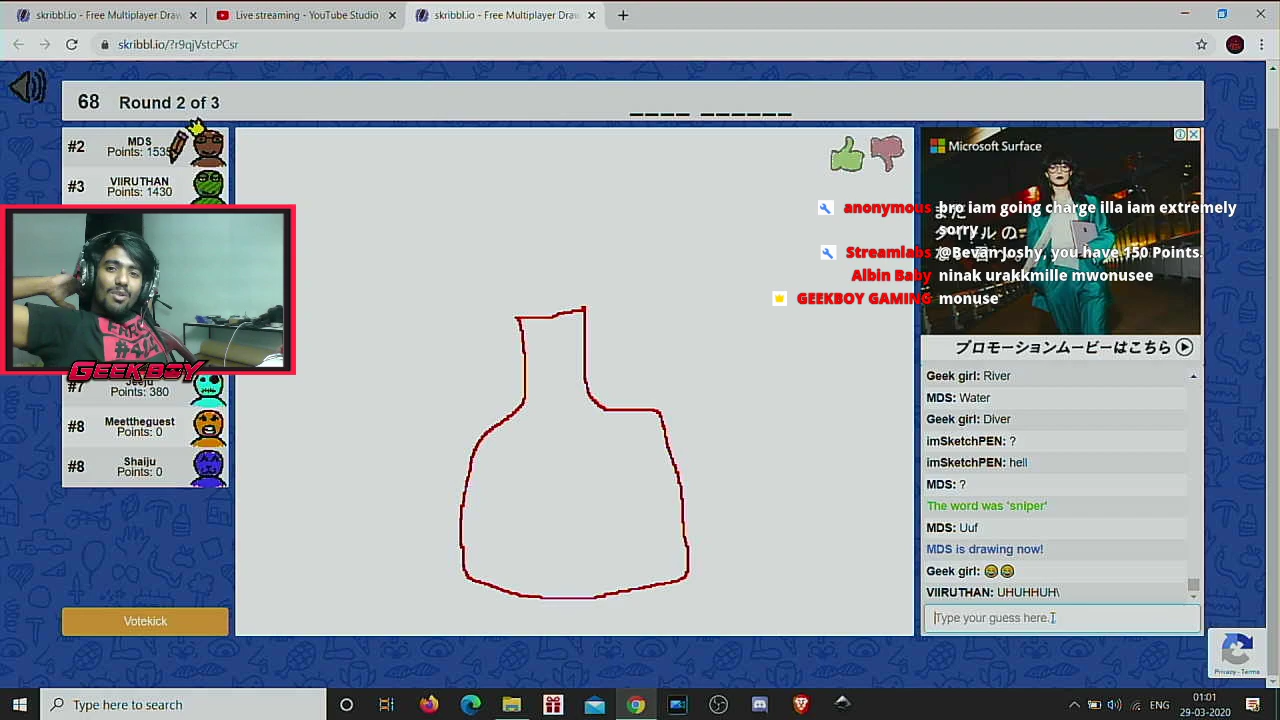 skribbl.io - Free Multiplayer Draw
Live streaming - YouTube Studio
skribbl.io - Free Multiplayer Draw
skribbl.io/?r9qjVstcPCsr
68 Round 2 of 3
____ ______
#2 MDS
Points: 1535
#3 VIIRUTHAN
Points: 1430
GEEKBOY
#7 Jeeju
Points: 380
#8 Meettheguest
Points: 0
#8 Shaiju
Points: 0
Votekick
Microsoft Surface
anonymous bro iam going charge illa iam extremely
sorry
Streamlabs @Bevan Joshy, you have 150 Points.
Albin Baby ninak urakkmille mwonusee
GEEKBOY GAMING monuse
プロモーションムービーはこちら
Geek girl: River
MDS: Water
Geek girl: Diver
imSketchPEN: ?
imSketchPEN: hell
MDS: ?
The word was 'sniper'
MDS: Uuf
MDS is drawing now!
Geek girl: 😂😂
VIIRUTHAN: UHUHHUH\
Type your guess here...
Privacy - Terms
Type here to search
ENG
01:01
29-03-2020